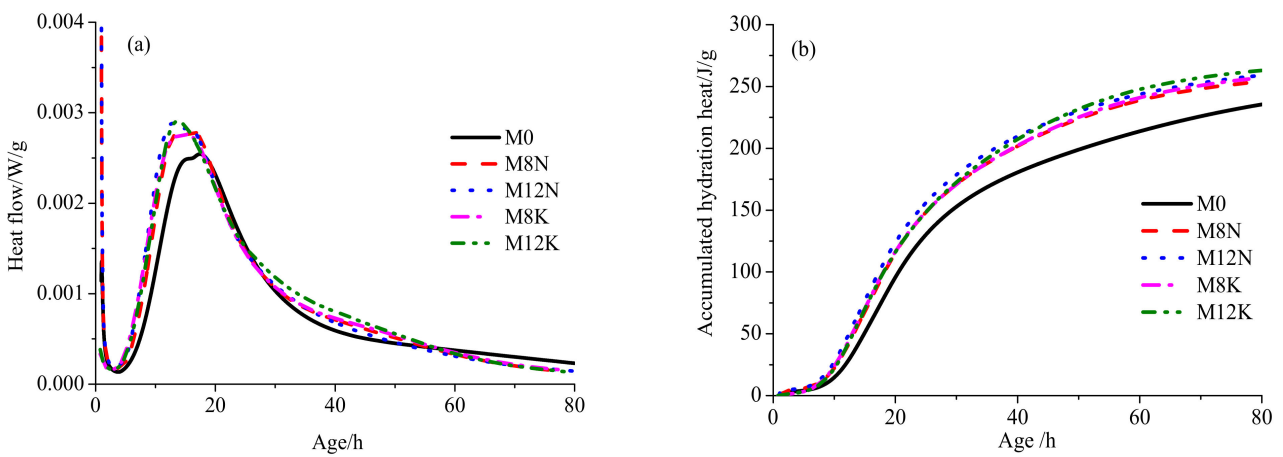 (a)
Heat flow/W/g
0.004
0.003
0.002
0.001
0.000
0
20
40
60
80
Age/h
M0
M8N
M12N
M8K
M12K
(b)
Accumulated hydration heat/J/g
300
250
200
150
100
50
0
0
20
40
60
80
Age /h
M0
M8N
M12N
M8K
M12K